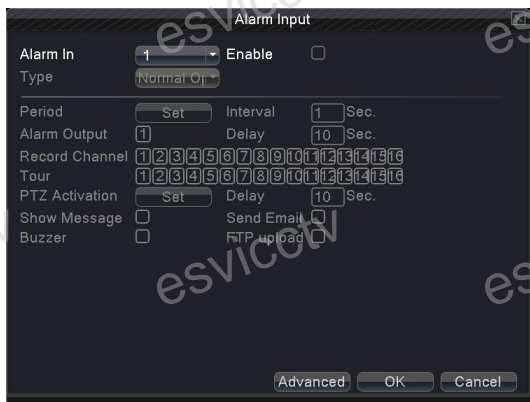 Alarm Input
Alarm In 1 Enable
Type Normal Op
Period Set Interval 1 Sec.
Alarm Output 1 Delay 10 Sec.
Record Channel 1 2 3 4 5 6 7 8 9 10 11 12 13 14 15 16
Tour 1 2 3 4 5 6 7 8 9 10 11 12 13 14 15 16
PTZ Activation Set Delay 10 Sec.
Show Message Send Email
Buzzer FTP upload
esvicctv
Advanced OK Cancel